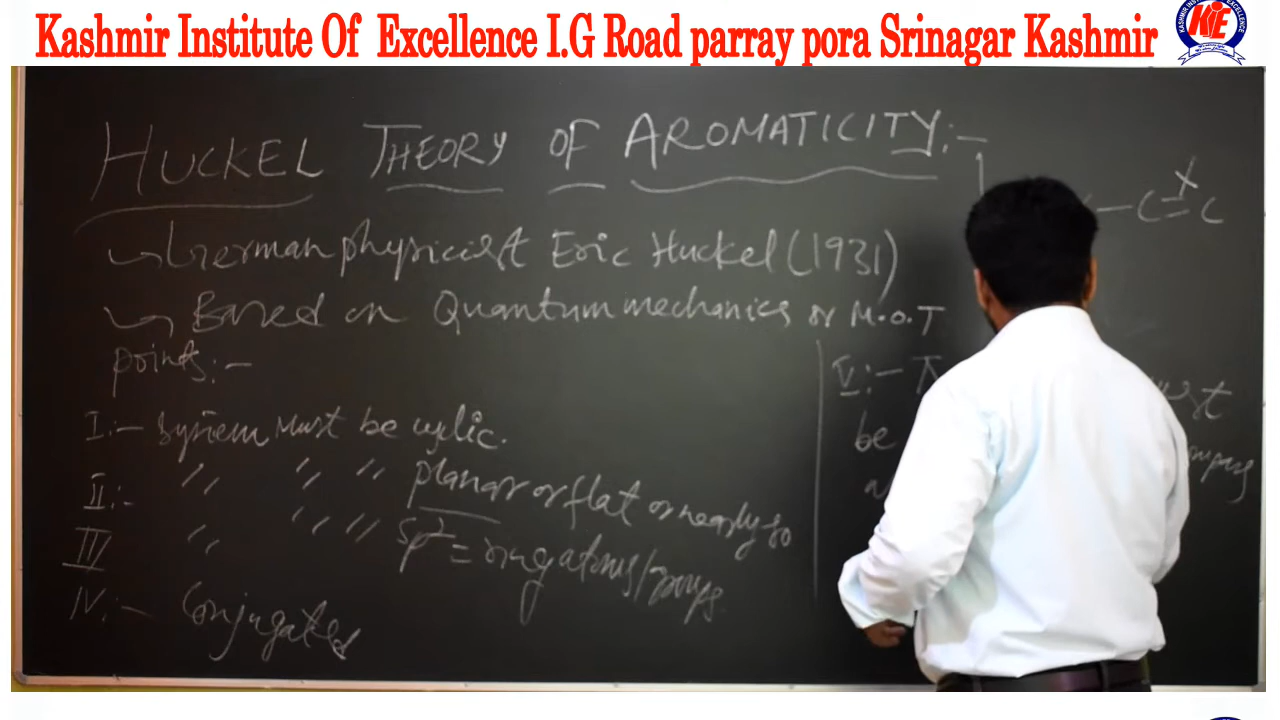 Kashmir Institute Of Excellence I.G Road parray pora Srinagar Kashmir
KIE
HUCKEL THEORY OF AROMATICITY:-
C=C
German physicist Eric Huckel (1931)
Based on Quantum mechanics or M.O.T
points:-
I:- System must be cyclic.
II:- " " " planar or flat or nearly so
III " " " Sp² = ring atoms/
IV:- Conjugated
V:- π
be